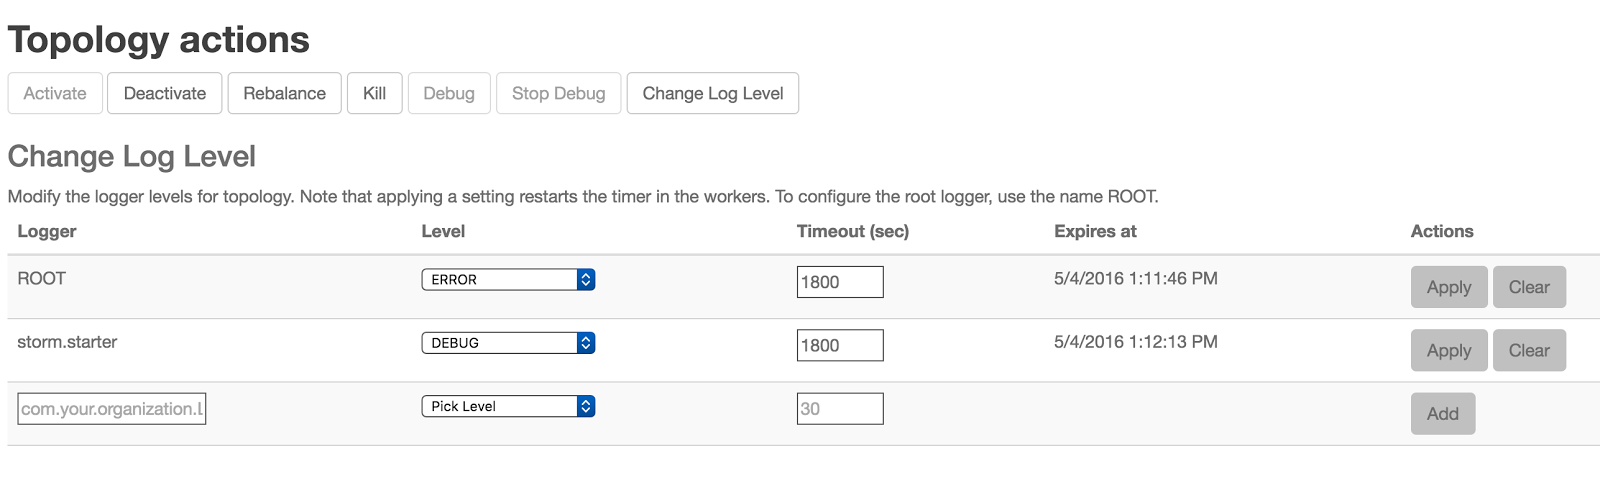 Topology actions
Activate Deactivate Rebalance Kill Debug Stop Debug Change Log Level
Change Log Level
Modify the logger levels for topology. Note that applying a setting restarts the timer in the workers. To configure the root logger, use the name ROOT.
Logger Level Timeout (sec) Expires at Actions
ROOT ERROR 1800 5/4/2016 1:11:46 PM Apply Clear
storm.starter DEBUG 1800 5/4/2016 1:12:13 PM Apply Clear
com.your.organization.L Pick Level 30 Add